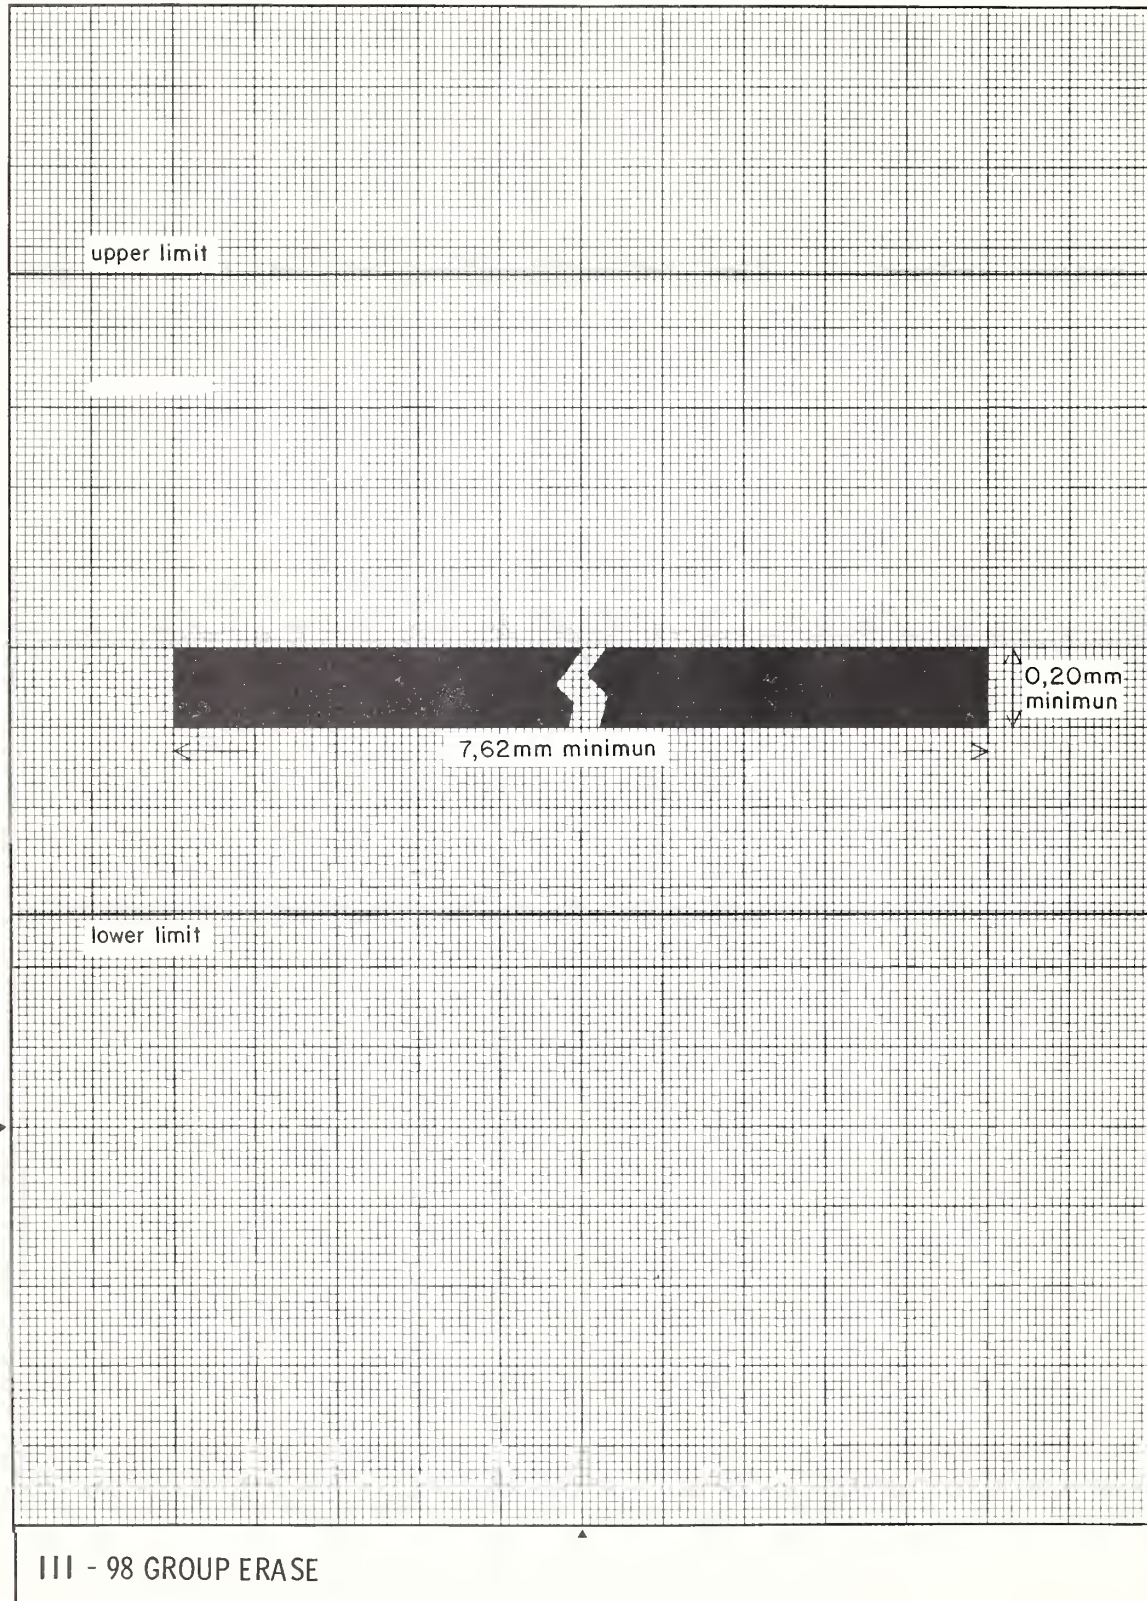 upper limit
0,20mm
minimun
7,62mm minimun
lower limit
III - 98 GROUP ERASE